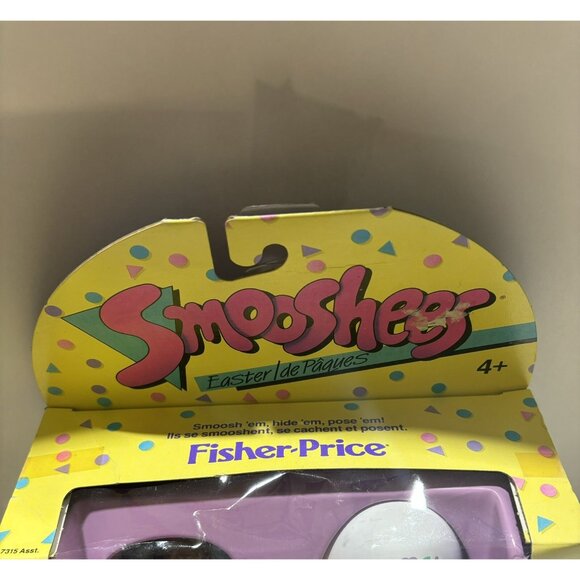 Smooshees
Easter/de Pâques
4+
Smoosh 'em, hide 'em, pose 'em!
Ils se smooshent, se cachent et posent.
Fisher-Price
7315 Asst.